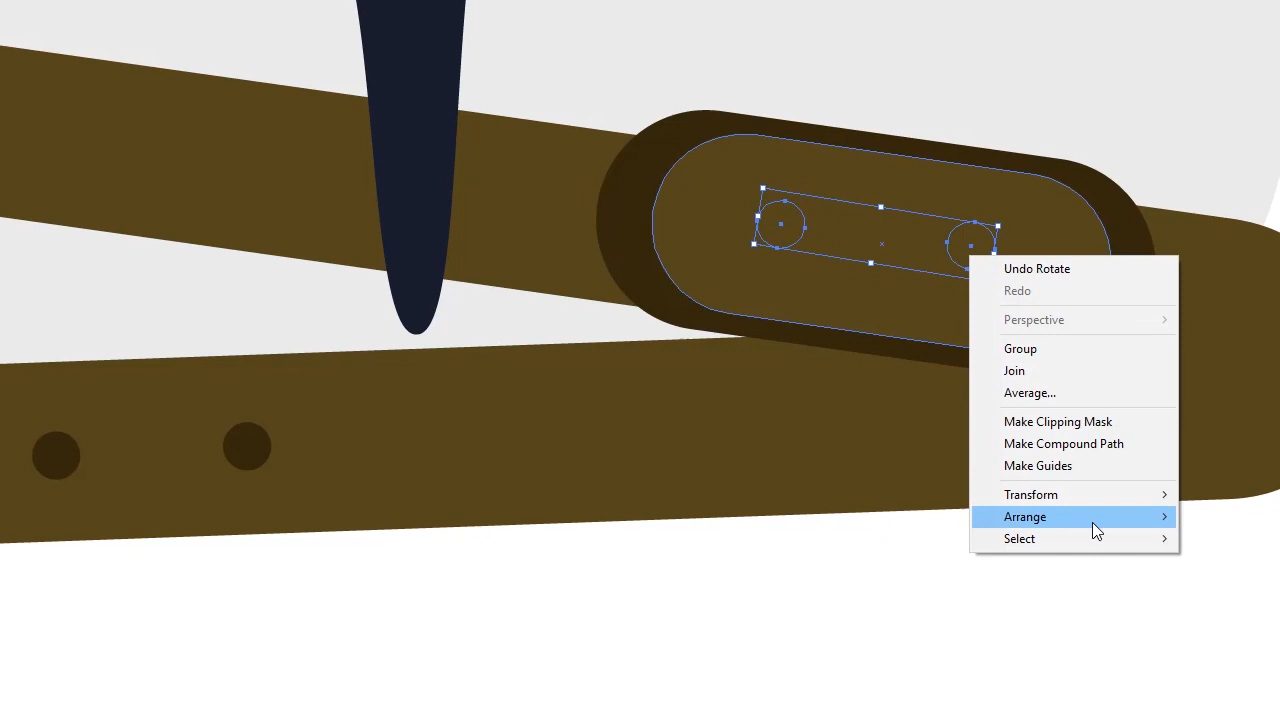 Undo Rotate
Redo
Perspective
Group
Join
Average...
Make Clipping Mask
Make Compound Path
Make Guides
Transform
Arrange
Select